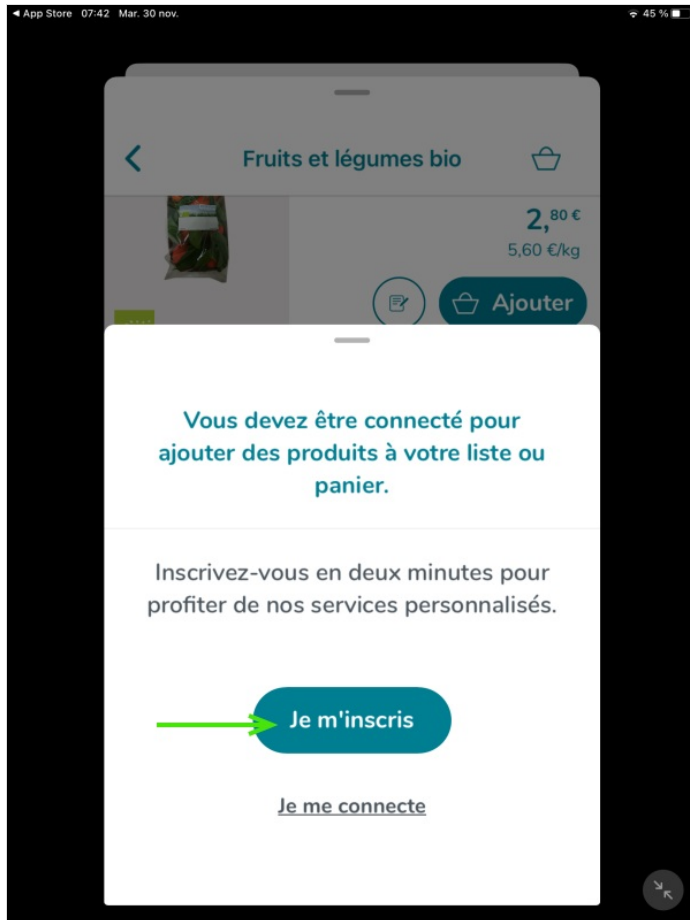 App Store 07:42 Mar. 30 nov. 45 %
Fruits et légumes bio
2,80 €
5,60 €/kg
Ajouter
Vous devez être connecté pour
ajouter des produits à votre liste ou
panier.
Inscrivez-vous en deux minutes pour
profiter de nos services personnalisés.
Je m'inscris
Je me connecte